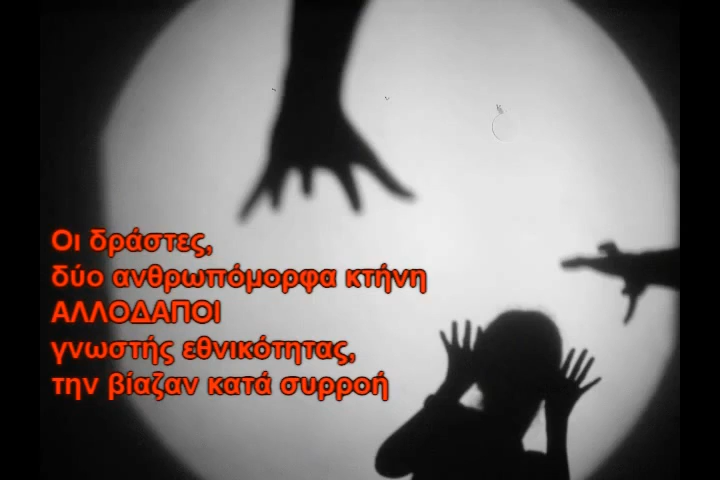 Οι δράστες,
δύο ανθρωπόμορφα κτήνη
ΑΛΛΟΔΑΠΟΙ
γνωστής εθνικότητας,
την βίαζαν κατά συρροή